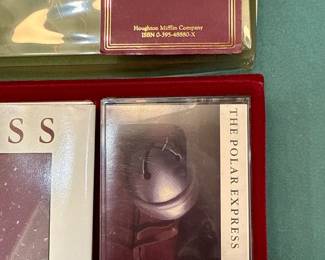 Houghton Mifflin Company
ISBN 0-395-48880-X
SS
THE POLAR EXPRESS